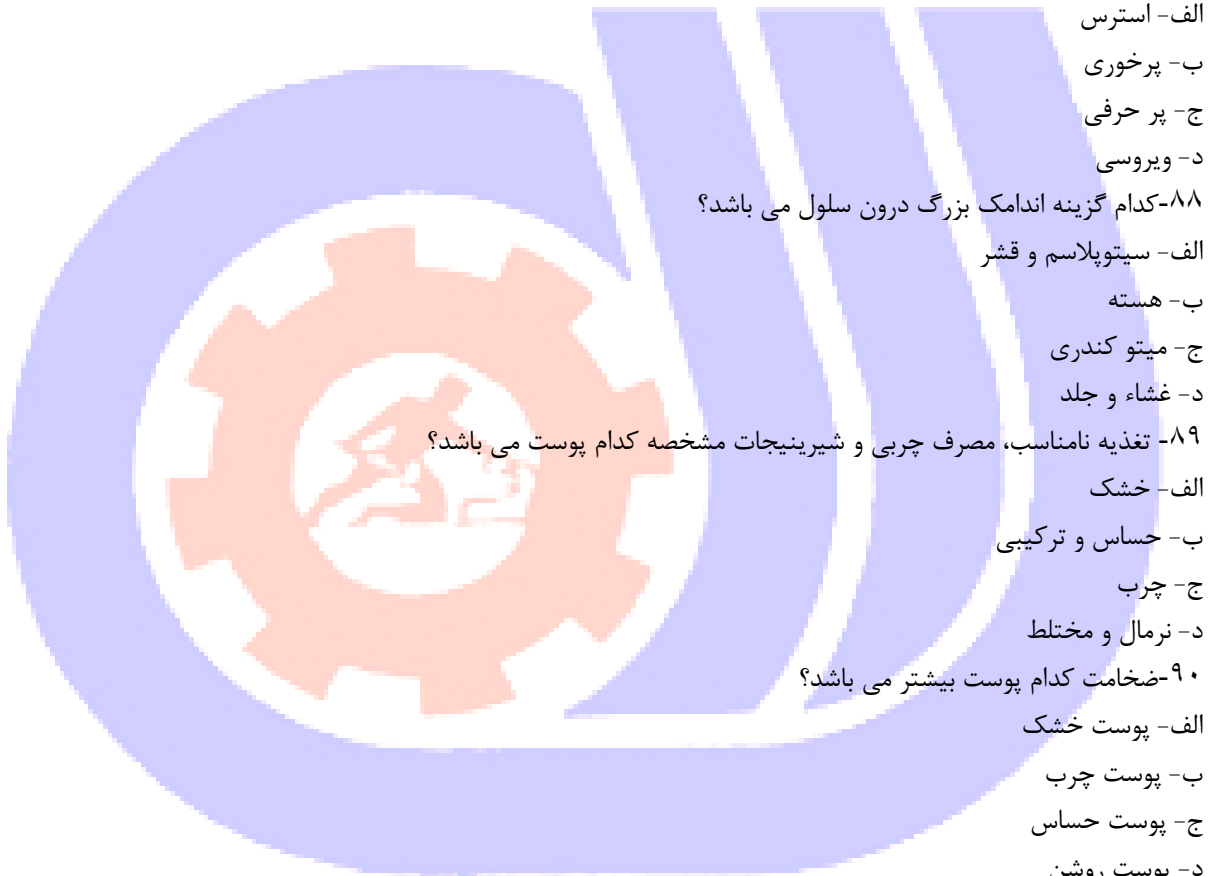 الف- استرس
ب- پرخوری
ج- پر حرفی
د- ویروسی
۸۸-کدام گزینه اندامک بزرگ درون سلول می باشد؟
الف- سیتوپلاسم و قشر
ب- هسته
ج- میتو کندری
د- غشاء و جلد
۸۹- تغذیه نامناسب، مصرف چربی و شیرینیجات مشخصه کدام پوست می باشد؟
الف- خشک
ب- حساس و ترکیبی
ج- چرب
د- نرمال و مختلط
۹۰-ضخامت کدام پوست بیشتر می باشد؟
الف- پوست خشک
ب- پوست چرب
ج- پوست حساس
د- پوست روشن